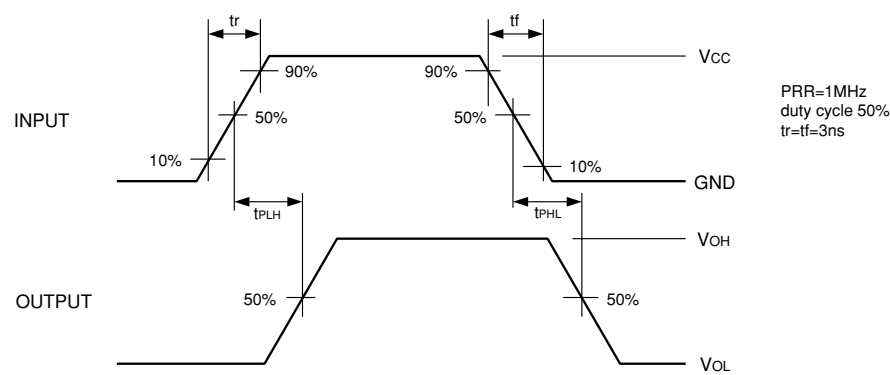 tr
tf
VCC
90%
90%
PRR=1MHz
duty cycle 50%
tr=tf=3ns
INPUT
50%
50%
10%
10%
GND
tPLH
tPHL
VOH
OUTPUT
50%
50%
VOL